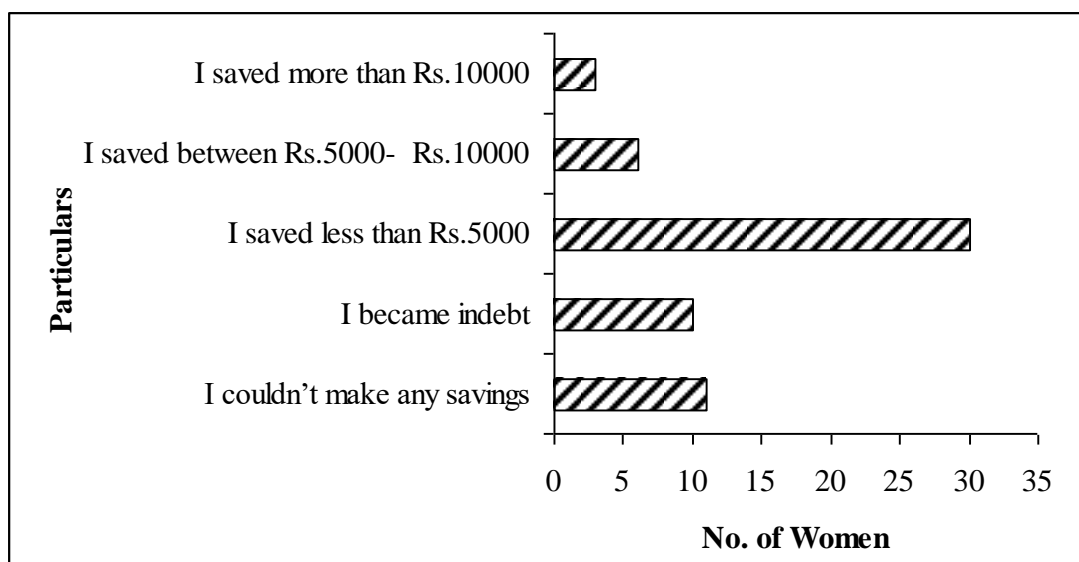 I saved more than Rs.10000
I saved between Rs.5000- Rs.10000
I saved less than Rs.5000
I became indebt
I couldn’t make any savings
Particulars
0 5 10 15 20 25 30 35
No. of Women